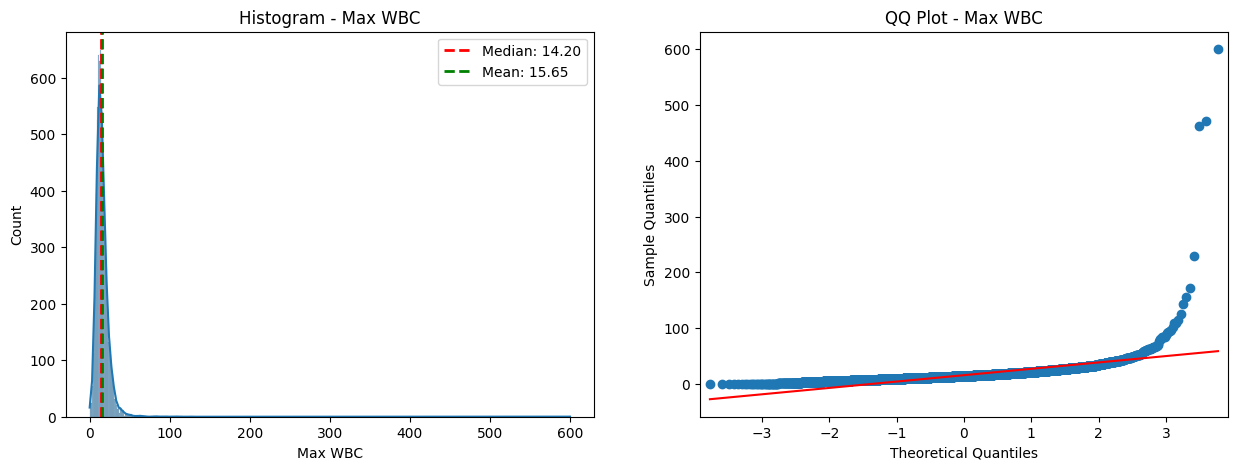 Histogram - Max WBC
Median: 14.20
Mean: 15.65
600
500
400
300
200
100
0
Count
0 100 200 300 400 500 600
Max WBC
QQ Plot - Max WBC
600
500
400
300
200
100
0
Sample Quantiles
−3 −2 −1 0 1 2 3
Theoretical Quantiles